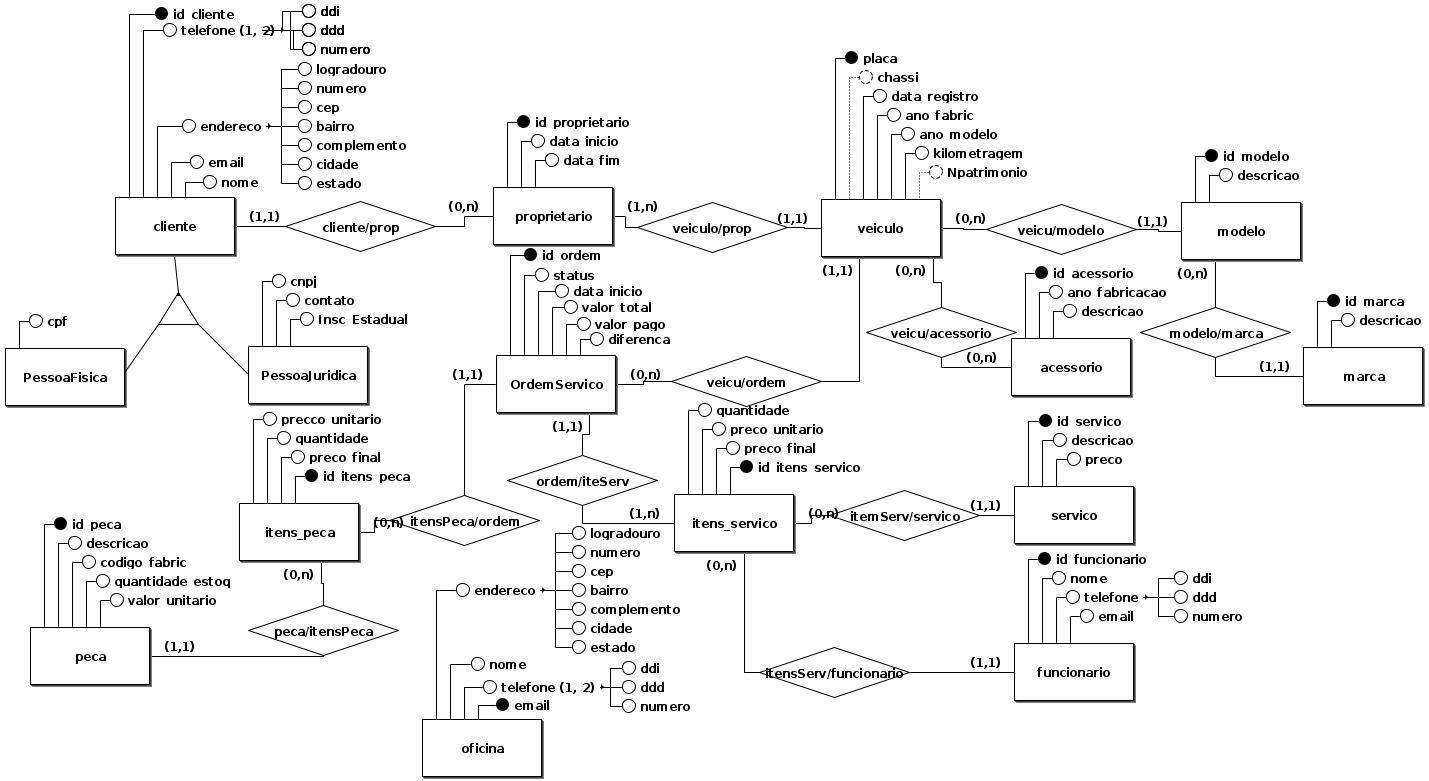 id cliente
telefone (1, 2)
ddi
ddd
numero
logradouro
numero
cep
endereco
bairro
complemento
cidade
estado
email
nome
cliente
(1,1)
cliente/prop
(0,n)
id proprietario
data inicio
data fim
proprietario
(1,n)
veiculo/prop
(1,1)
placa
chassi
data registro
ano fabric
ano modelo
kilometragem
Npatrimonio
veiculo
(0,n)
veicu/modelo
(1,1)
id modelo
descricao
modelo
(0,n)
modelo/marca
(1,1)
id marca
descricao
marca
(1,1)
(0,n)
veicu/acessorio
(0,n)
id acessorio
ano fabricacao
descricao
acessorio
cpf
PessoaFisica
cnpj
contato
Insc Estadual
PessoaJuridica
id ordem
status
data inicio
valor total
valor pago
diferenca
(1,1)
OrdemServico
(0,n)
veicu/ordem
(1,1)
ordem/iteServ
(1,n)
precco unitario
quantidade
preco final
id itens peca
itens_peca
(0,n)
itensPeca/ordem
(0,n)
peca/itensPeca
(1,1)
id peca
descricao
codigo fabric
quantidade estoq
valor unitario
peca
quantidade
preco unitario
preco final
id itens servico
itens_servico
(0,n)
itemServ/servico
(1,1)
id servico
descricao
preco
servico
(0,n)
itensServ/funcionario
(1,1)
id funcionario
nome
telefone
ddi
ddd
numero
email
funcionario
logradouro
numero
cep
endereco
bairro
complemento
cidade
estado
nome
telefone (1, 2)
ddi
ddd
numero
email
oficina